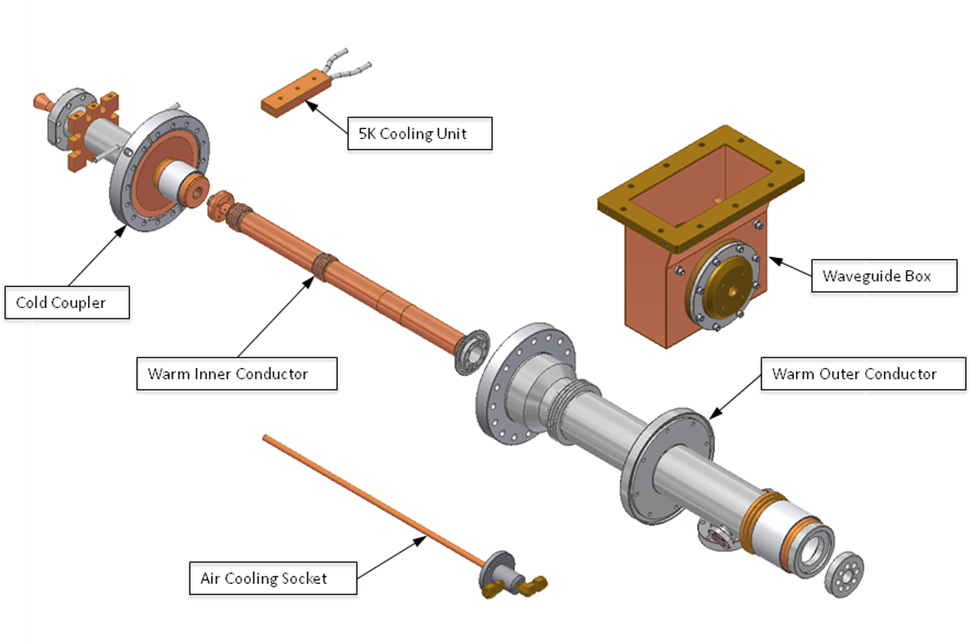 5K Cooling Unit
Waveguide Box
Cold Coupler
Warm Inner Conductor
Warm Outer Conductor
Air Cooling Socket